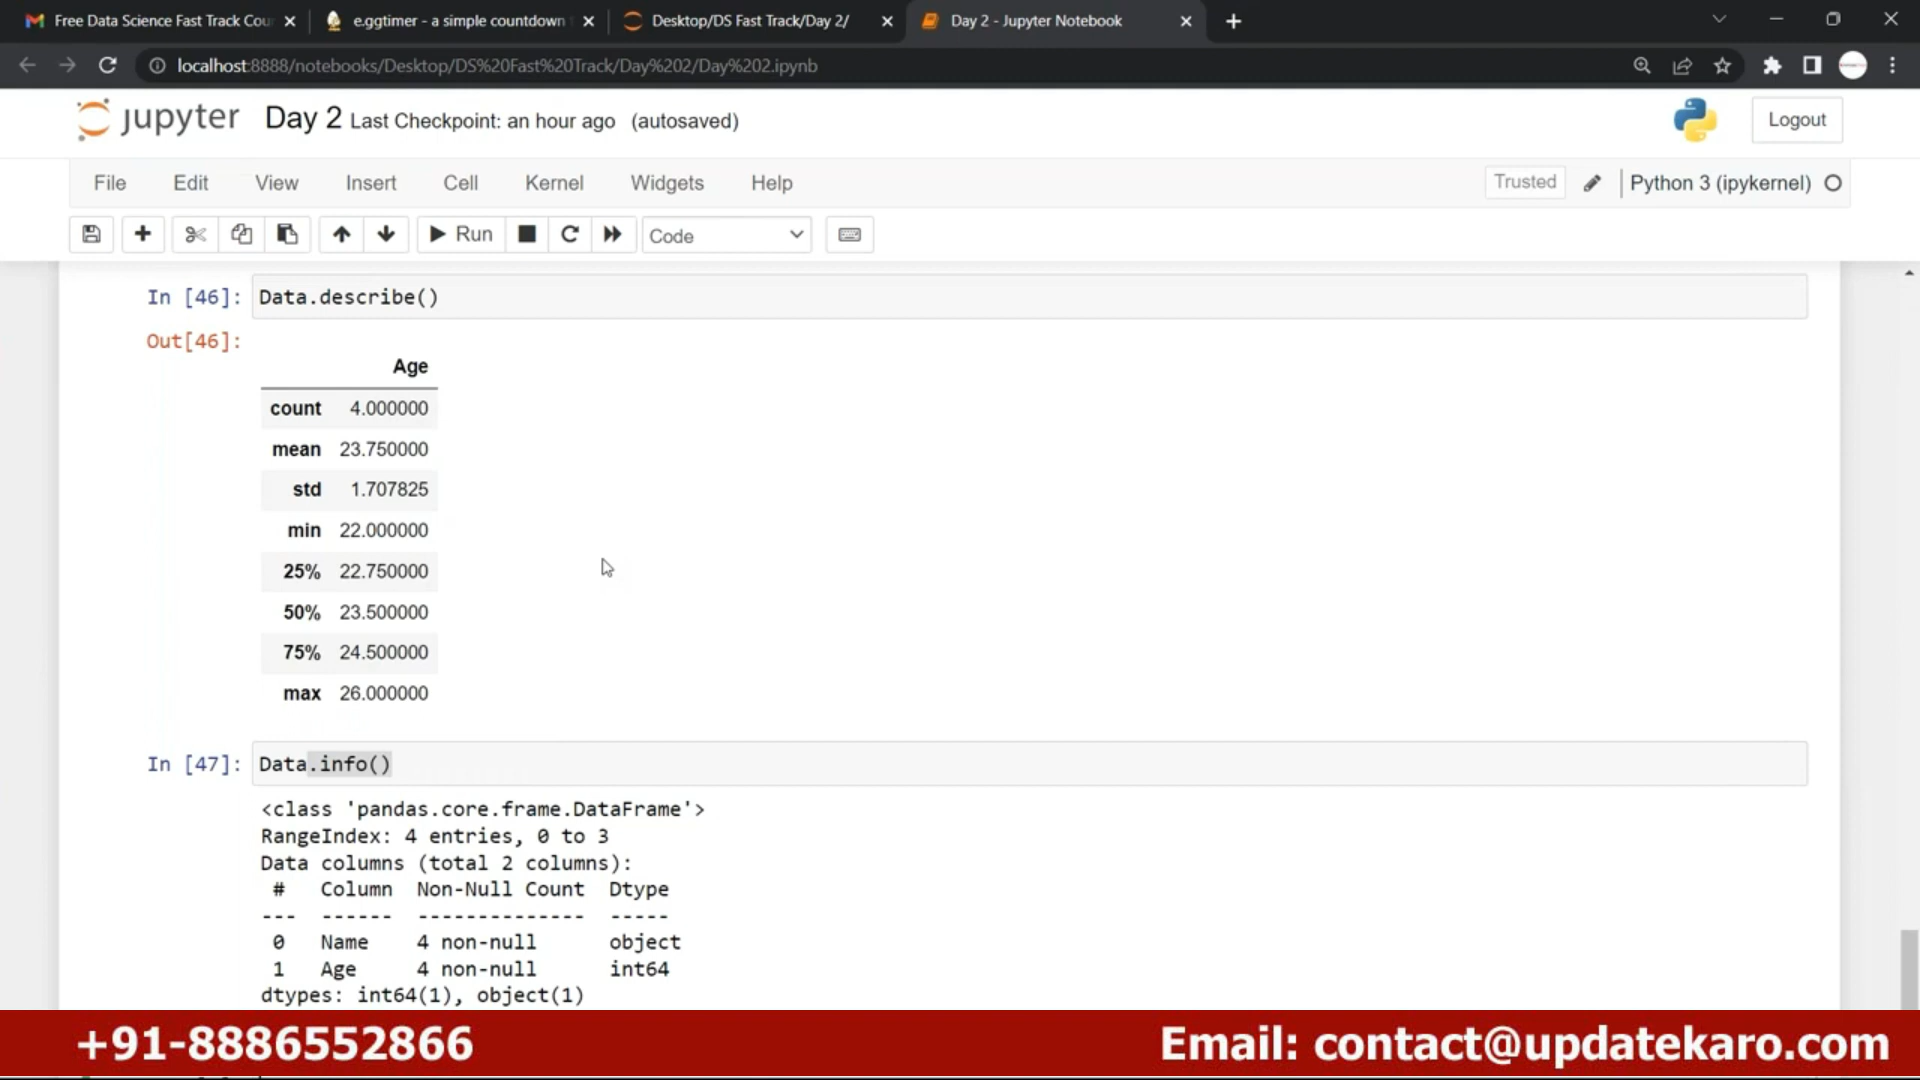 Free Data Science Fast Track Cou
e.ggtimer - a simple countdown
Desktop/DS Fast Track/Day 2/
Day 2 - Jupyter Notebook
localhost:8888/notebooks/Desktop/DS%20Fast%20Track/Day%202/Day%202.ipynb
jupyter Day 2 Last Checkpoint: an hour ago (autosaved)
Logout
File Edit View Insert Cell Kernel Widgets Help
Trusted
Python 3 (ipykernel)
Run
Code
In [46]: Data.describe()
Out[46]:
Age
count 4.000000
mean 23.750000
std 1.707825
min 22.000000
25% 22.750000
50% 23.500000
75% 24.500000
max 26.000000
In [47]: Data.info()
<class 'pandas.core.frame.DataFrame'>
RangeIndex: 4 entries, 0 to 3
Data columns (total 2 columns):
# Column Non-Null Count Dtype
--- ------ -------------- -----
0 Name 4 non-null object
1 Age 4 non-null int64
dtypes: int64(1), object(1)
+91-8886552866
Email: contact@updatekaro.com